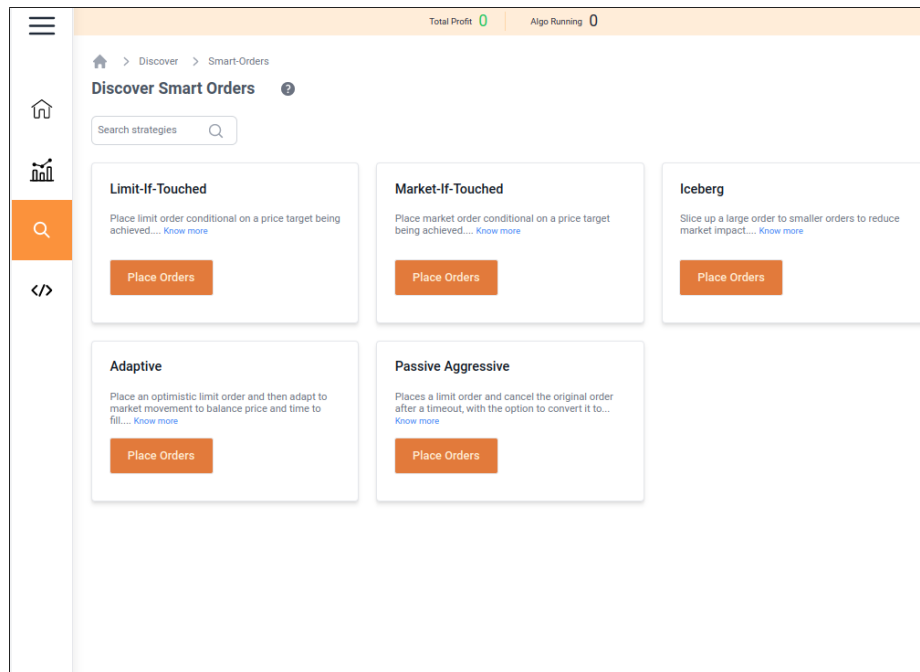 Total Profit 0 Algo Running 0
Discover Smart-Orders
Discover Smart Orders ?
Search strategies
Limit-If-Touched
Place limit order conditional on a price target being
achieved.... Know more
Place Orders
Market-If-Touched
Place market order conditional on a price target
being achieved.... Know more
Place Orders
Iceberg
Slice up a large order to smaller orders to reduce
market impact.... Know more
Place Orders
Adaptive
Place an optimistic limit order and then adapt to
market movement to balance price and time to
fill.... Know more
Place Orders
Passive Aggressive
Places a limit order and cancel the original order
after a timeout, with the option to convert it to...
Know more
Place Orders